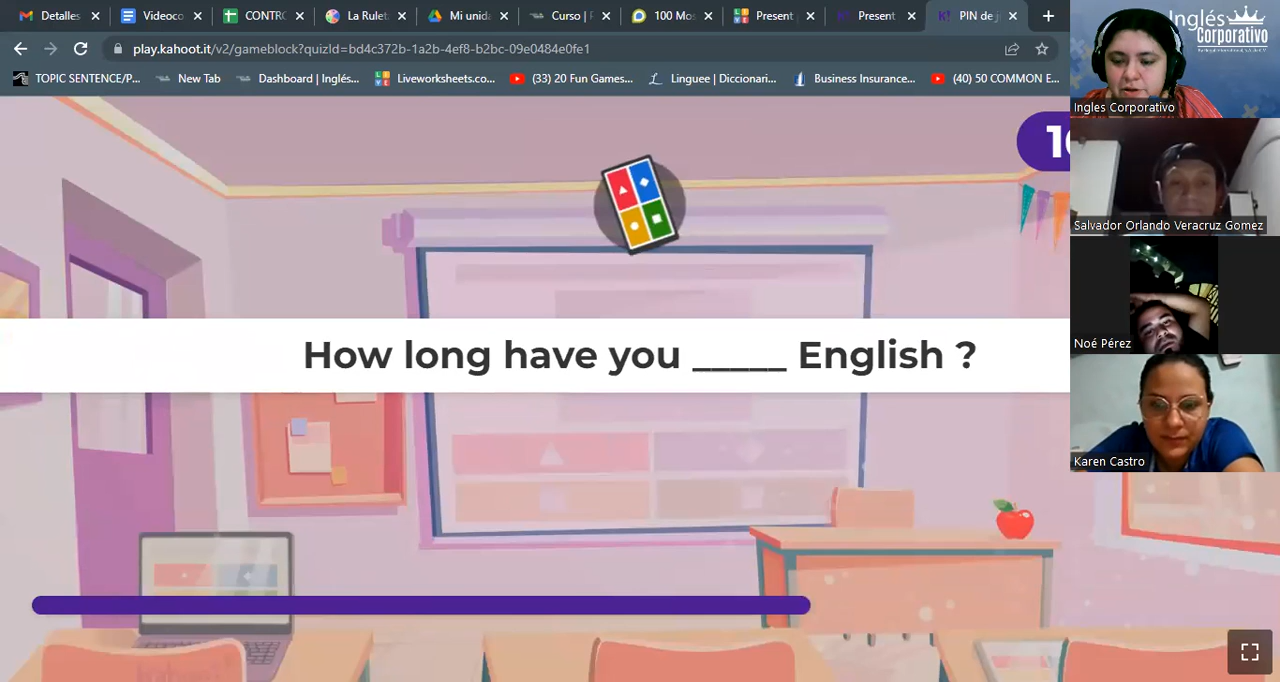 Detalles
Videoco
CONTRO
La Rulet
Mi unida
Curso | P
100 Mos
Present
Present
PIN de j
play.kahoot.it/v2/gameblock?quizId=bd4c372b-1a2b-4ef8-b2bc-09e0484e0fe1
TOPIC SENTENCE/P...
New Tab
Dashboard | Inglés...
Liveworksheets.co...
(33) 20 Fun Games...
Linguee | Diccionari...
Business Insurance...
(40) 50 COMMON E...
How long have you _____ English ?
Inglés
Corporativo
Ingles Corporativo
Salvador Orlando Veracruz Gomez
Noé Pérez
Karen Castro